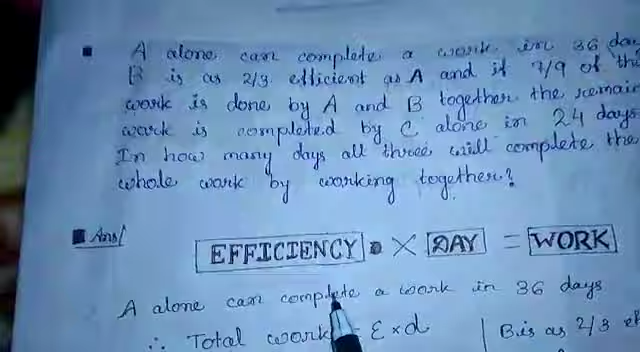 A alone can complete a work in 36 day
B is as 2/3 efficient as A and if 7/9 of the
work is done by A and B together the remain
work is completed by C alone in 24 days
In how many days all three will complete the
whole work by working together?
Ans/
EFFICIENCY × DAY = WORK
A alone can complete a work in 36 days
∴ Total work = E×d
B is as 2/3 ef